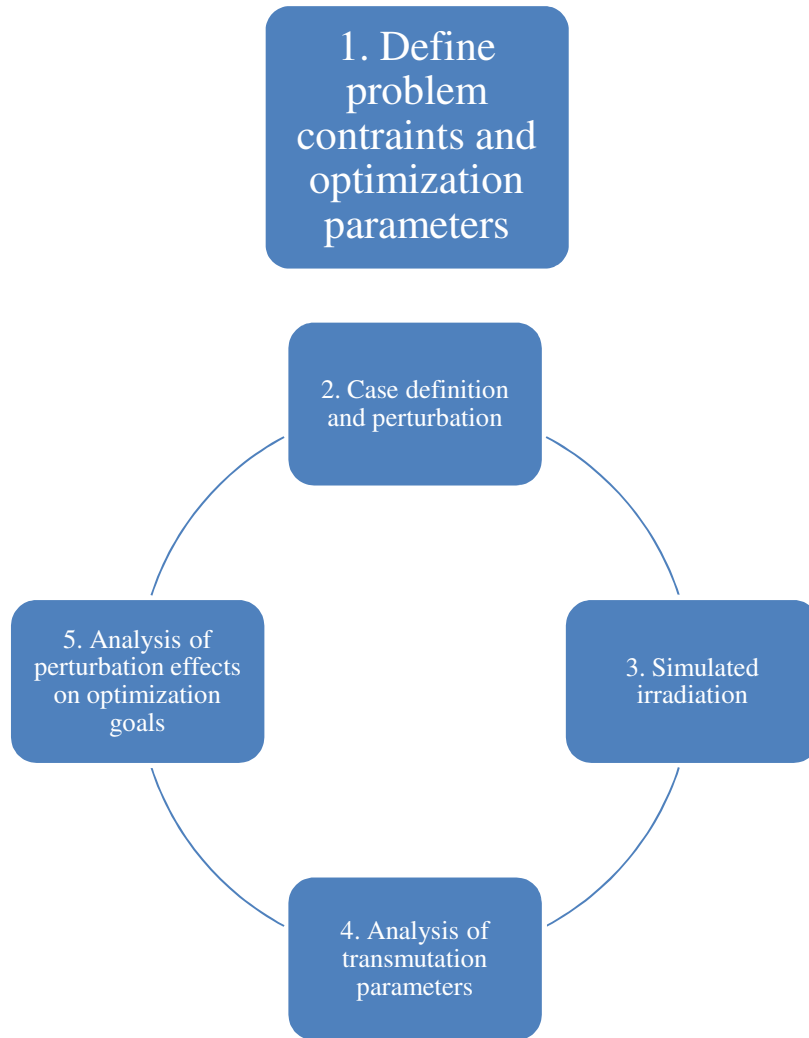 1. Define
problem
contraints and
optimization
parameters
2. Case definition
and perturbation
5. Analysis of
perturbation effects
on optimization
goals
3. Simulated
irradiation
4. Analysis of
transmutation
parameters